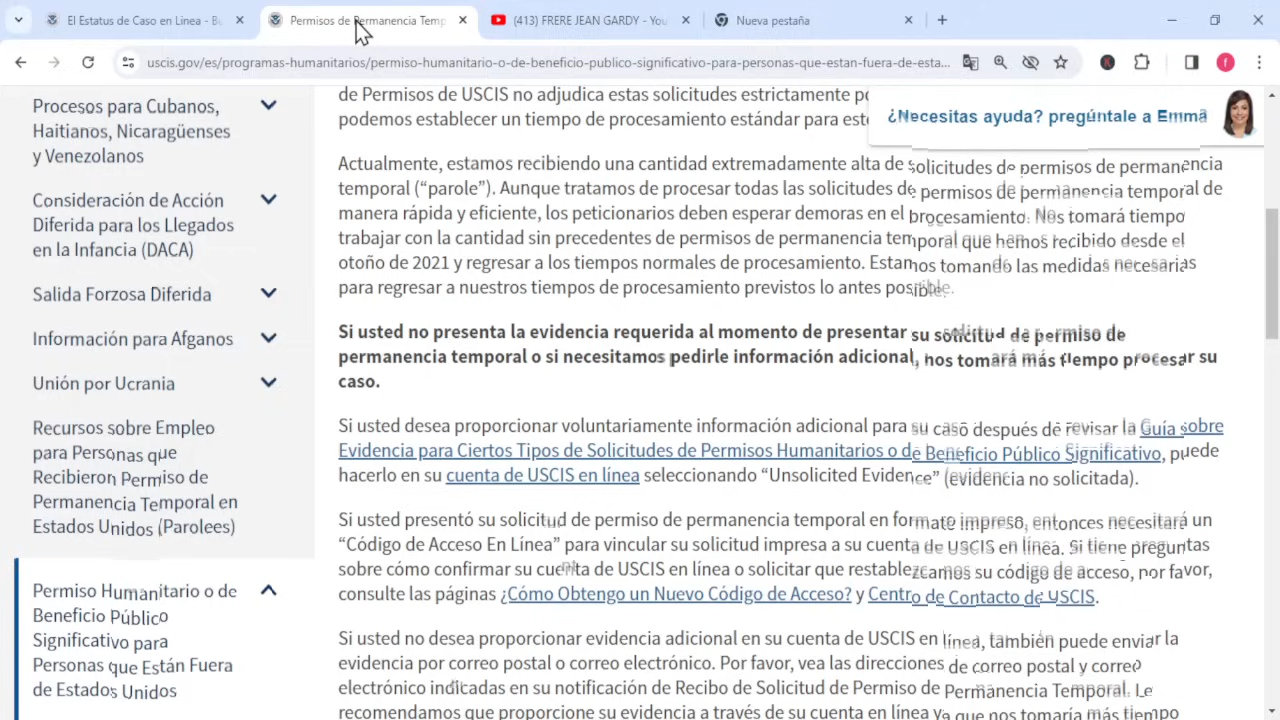 El Estatus de Caso en Línea - Bu
Permisos de Permanencia Temp
(413) FRERE JEAN GARDY - You
Nueva pestaña
uscis.gov/es/programas-humanitarios/permiso-humanitario-o-de-beneficio-publico-significativo-para-personas-que-estan-fuera-de-esta...
f
¿Necesitas ayuda? pregúntale a Emma
Procesos para Cubanos,
Haitianos, Nicaragüenses
y Venezolanos
Consideración de Acción
Diferida para los Llegados
en la Infancia (DACA)
Salida Forzosa Diferida
Información para Afganos
Unión por Ucrania
Recursos sobre Empleo
para Personas que
Recibieron Permiso de
Permanencia Temporal en
Estados Unidos (Parolees)
Permiso Humanitario o de
Beneficio Público
Significativo para
Personas que Están Fuera
de Estados Unidos
de Permisos de USCIS no adjudica estas solicitudes estrictamente
podemos establecer un tiempo de procesamiento estándar para
Actualmente, estamos recibiendo una cantidad extremadamente alta de solicitudes de permisos de permanencia
temporal (“parole”). Aunque tratamos de procesar todas las solicitudes de permisos de permanencia temporal de
manera rápida y eficiente, los peticionarios deben esperar demoras en el procesamiento. Nos tomará tiempo
trabajar con la cantidad sin precedentes de permisos de permanencia temporal que hemos recibido desde el
otoño de 2021 y regresar a los tiempos normales de procesamiento. Estamos tomando las medidas necesarias
para regresar a nuestros tiempos de procesamiento previstos lo antes posible.
Si usted no presenta la evidencia requerida al momento de presentar su solicitud de permiso de
permanencia temporal o si necesitamos pedirle información adicional, nos tomará más tiempo procesar su
caso.
Si usted desea proporcionar voluntariamente información adicional para su caso después de revisar la Guía sobre
Evidencia para Ciertos Tipos de Solicitudes de Permisos Humanitarios o de Beneficio Público Significativo, puede
hacerlo en su cuenta de USCIS en línea seleccionando “Unsolicited Evidence” (evidencia no solicitada).
Si usted presentó su solicitud de permiso de permanencia temporal en formato impreso, entonces necesitará un
“Código de Acceso En Línea” para vincular su solicitud impresa a su cuenta de USCIS en línea. Si tiene preguntas
sobre cómo confirmar su cuenta de USCIS en línea o solicitar que restablezcamos su código de acceso, por favor,
consulte las páginas ¿Cómo Obtengo un Nuevo Código de Acceso? y Centro de Contacto de USCIS.
Si usted no desea proporcionar evidencia adicional en su cuenta de USCIS en línea, también puede enviar la
evidencia por correo postal o correo electrónico. Por favor, vea las direcciones de correo postal y correo
electrónico indicadas en su notificación de Recibo de Solicitud de Permiso de Permanencia Temporal. Le
recomendamos que proporcione su evidencia a través de su cuenta en línea ya que nos tomaría más tiempo